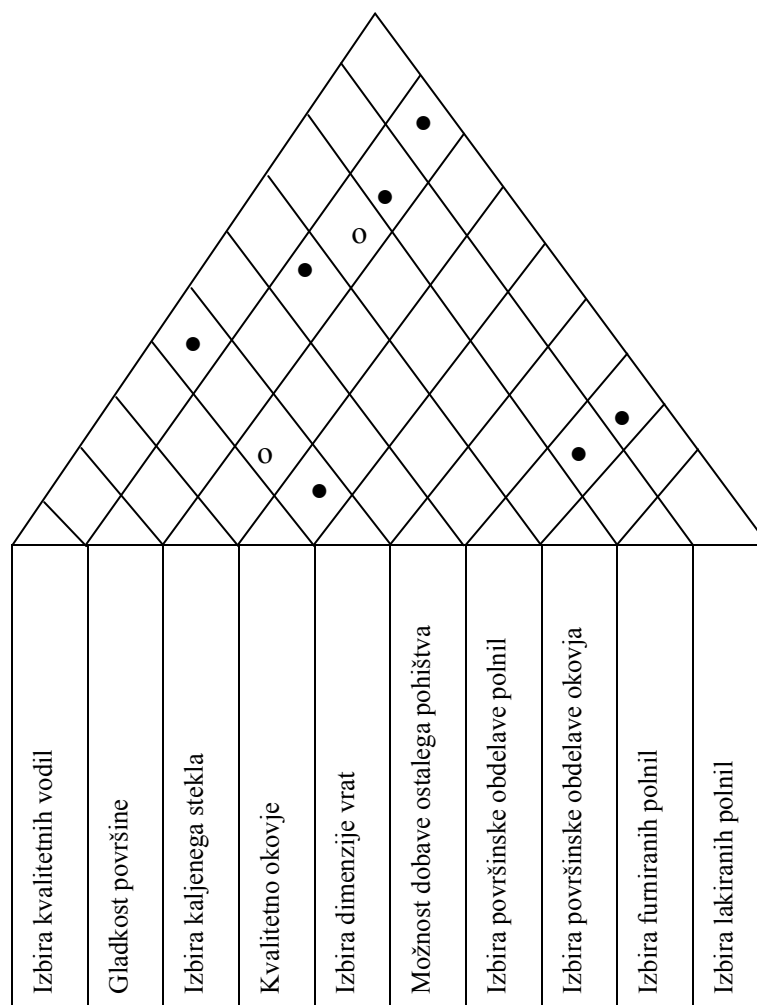 o
o
Izbira kvalitetnih vodil
Gladkost površine
Izbira kaljenega stekla
Kvalitetno okovje
Izbira dimenzije vrat
Možnost dobave ostalega pohištva
Izbira površinske obdelave polnil
Izbira površinske obdelave okovja
Izbira furniranih polnil
Izbira lakiranih polnil